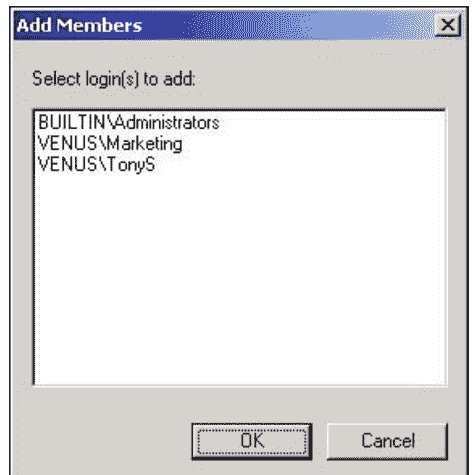 Add Members
Select login(s) to add:
BUILTIN\Administrators
VENUS\Marketing
VENUS\TonyS
OK
Cancel